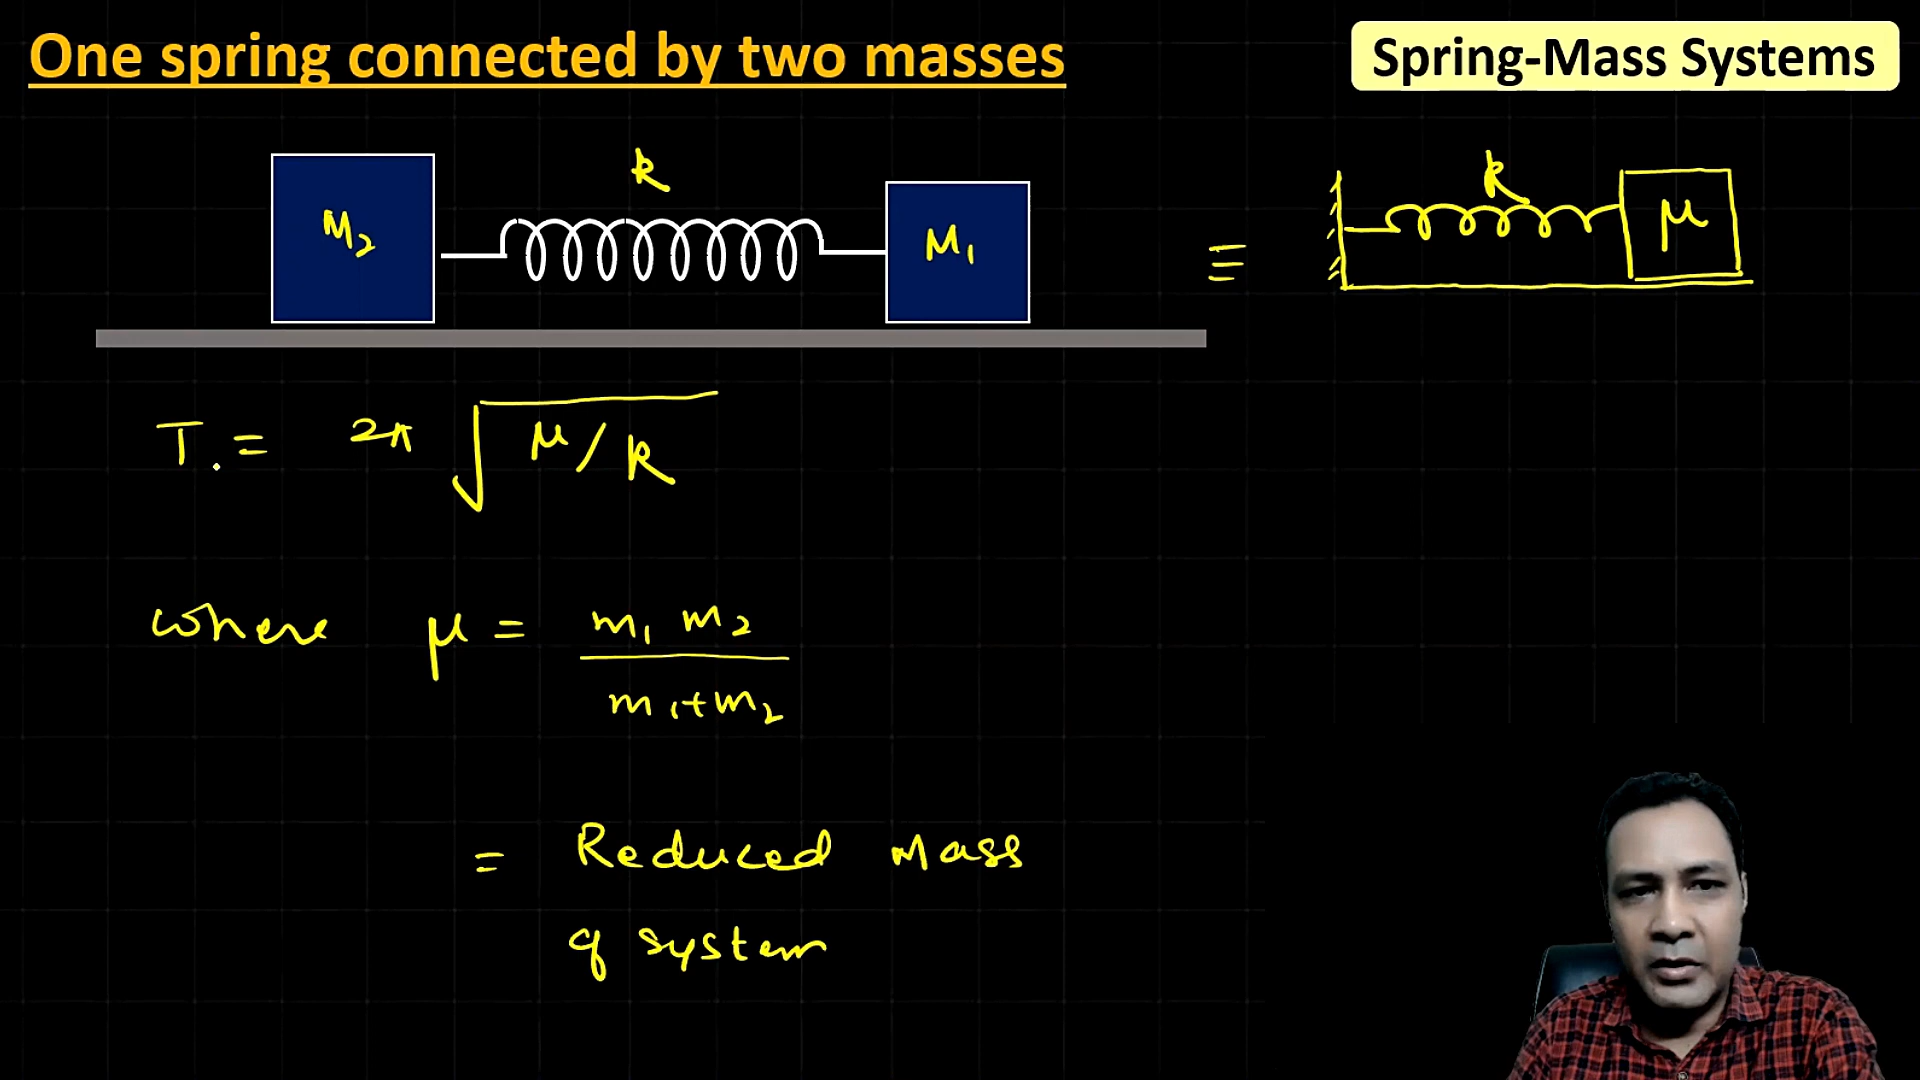 One spring connected by two masses
Spring-Mass Systems
k
k
M₂
M₁
≡
μ
T = 2π √μ/k
where μ = m₁ m₂ / m₁+m₂
= Reduced Mass
of system